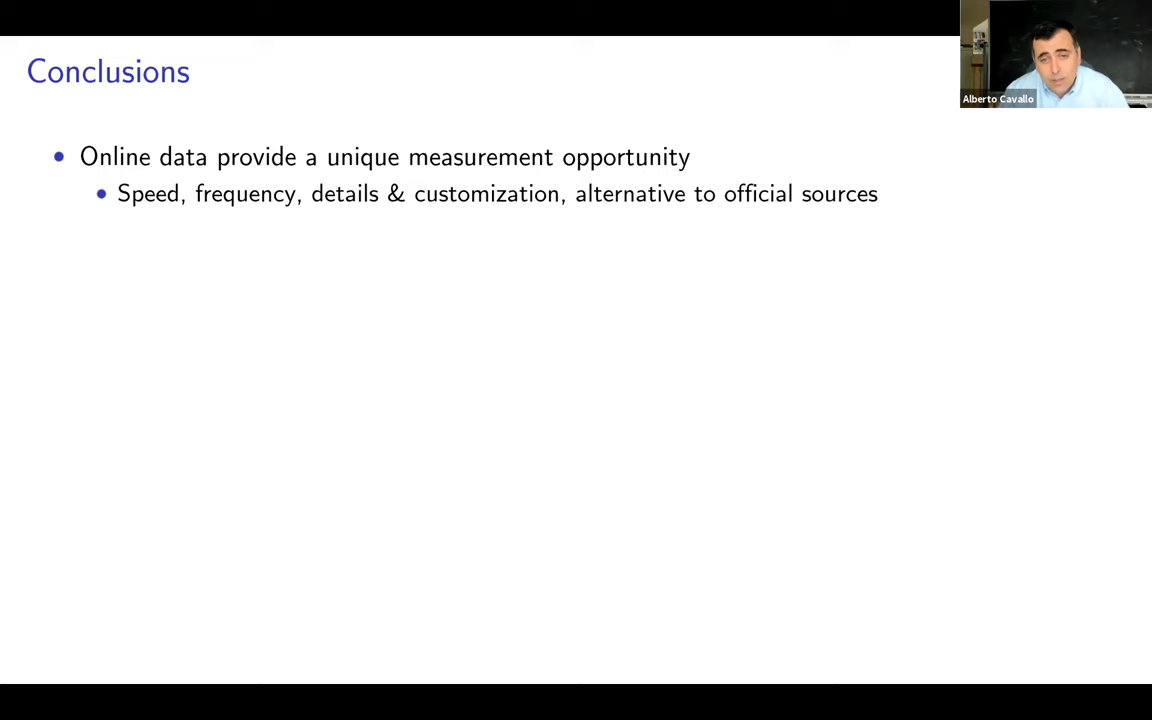 Conclusions
Alberto Cavallo
• Online data provide a unique measurement opportunity
• Speed, frequency, details & customization, alternative to official sources